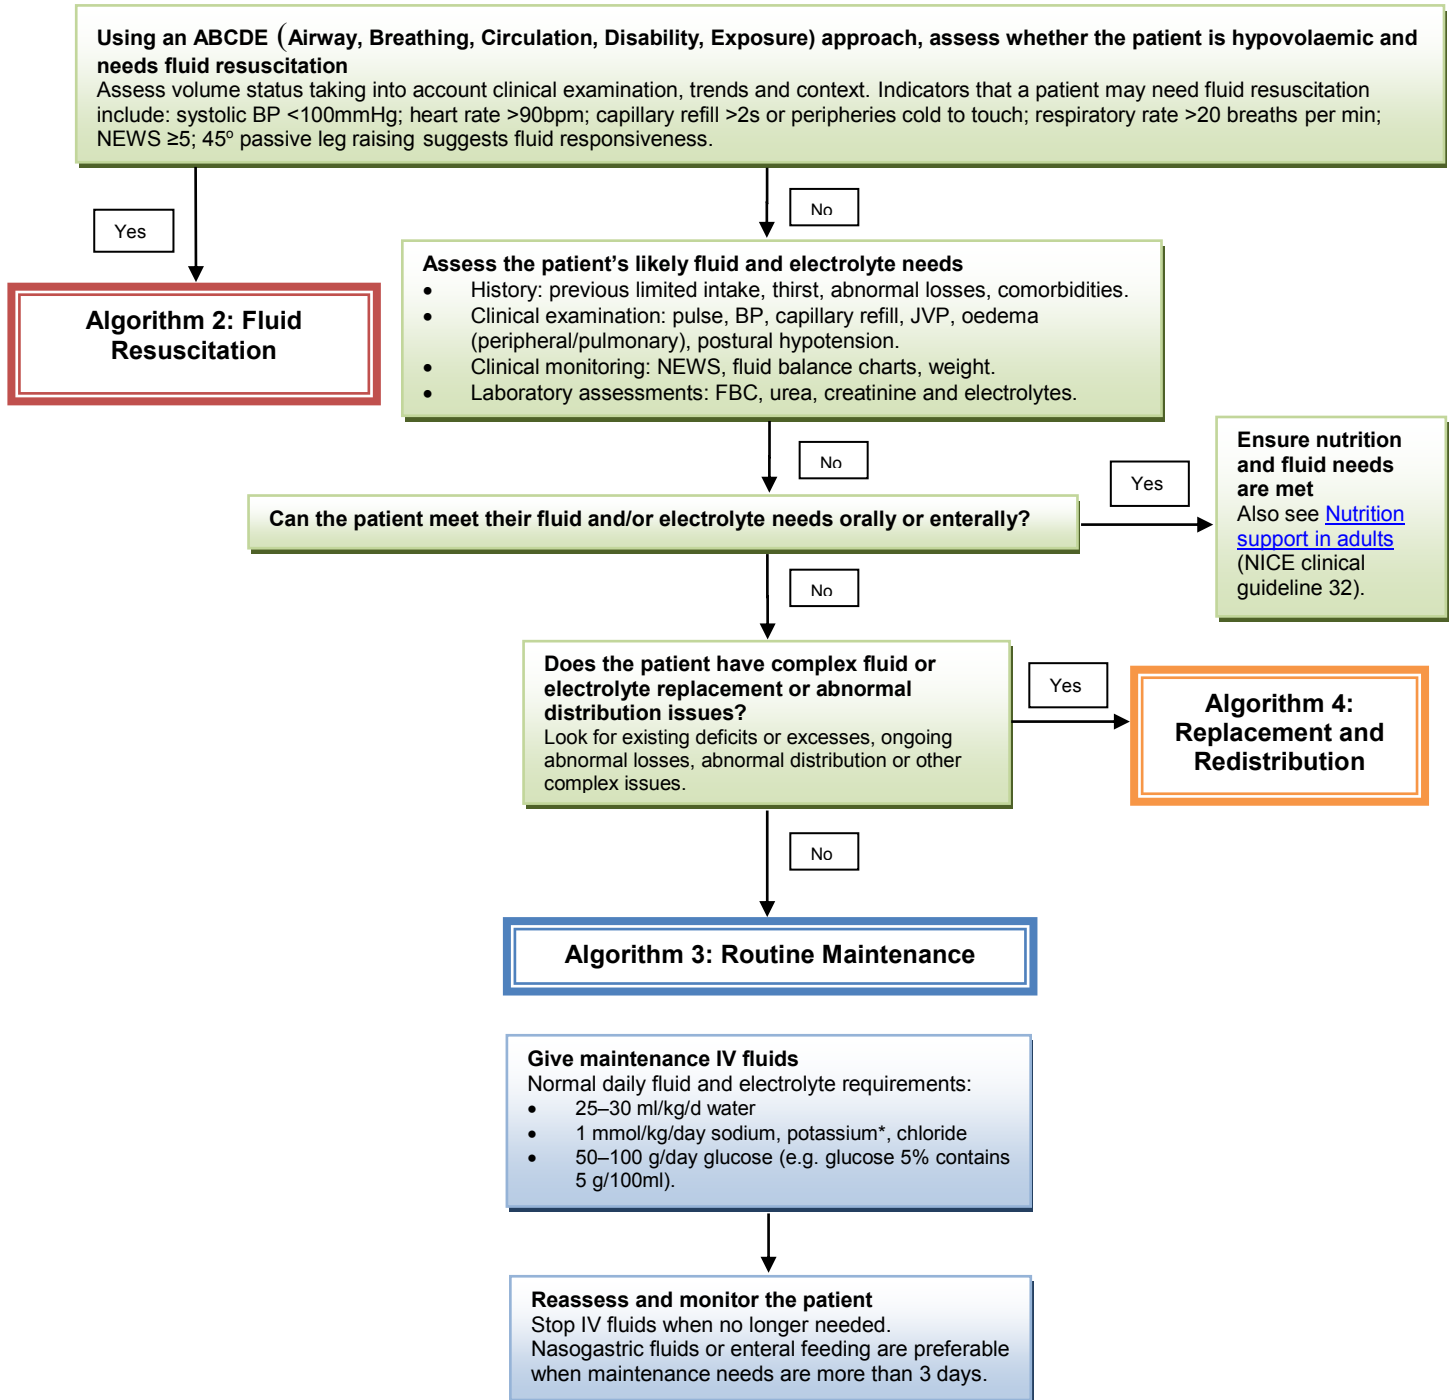 Using an ABCDE (Airway, Breathing, Circulation, Disability, Exposure) approach, assess whether the patient is hypovolaemic and
needs fluid resuscitation
Assess volume status taking into account clinical examination, trends and context. Indicators that a patient may need fluid resuscitation
include: systolic BP <100mmHg; heart rate >90bpm; capillary refill >2s or peripheries cold to touch; respiratory rate >20 breaths per min;
NEWS ≥5; 45º passive leg raising suggests fluid responsiveness.
Yes
No
Algorithm 2: Fluid
Resuscitation
Assess the patient's likely fluid and electrolyte needs
• History: previous limited intake, thirst, abnormal losses, comorbidities.
• Clinical examination: pulse, BP, capillary refill, JVP, oedema
(peripheral/pulmonary), postural hypotension.
• Clinical monitoring: NEWS, fluid balance charts, weight.
• Laboratory assessments: FBC, urea, creatinine and electrolytes.
No
Can the patient meet their fluid and/or electrolyte needs orally or enterally?
Yes
Ensure nutrition
and fluid needs
are met
Also see Nutrition
support in adults
(NICE clinical
guideline 32).
No
Does the patient have complex fluid or
electrolyte replacement or abnormal
distribution issues?
Look for existing deficits or excesses, ongoing
abnormal losses, abnormal distribution or other
complex issues.
Yes
Algorithm 4:
Replacement and
Redistribution
No
Algorithm 3: Routine Maintenance
Give maintenance IV fluids
Normal daily fluid and electrolyte requirements:
• 25–30 ml/kg/d water
• 1 mmol/kg/day sodium, potassium*, chloride
• 50–100 g/day glucose (e.g. glucose 5% contains
5 g/100ml).
Reassess and monitor the patient
Stop IV fluids when no longer needed.
Nasogastric fluids or enteral feeding are preferable
when maintenance needs are more than 3 days.